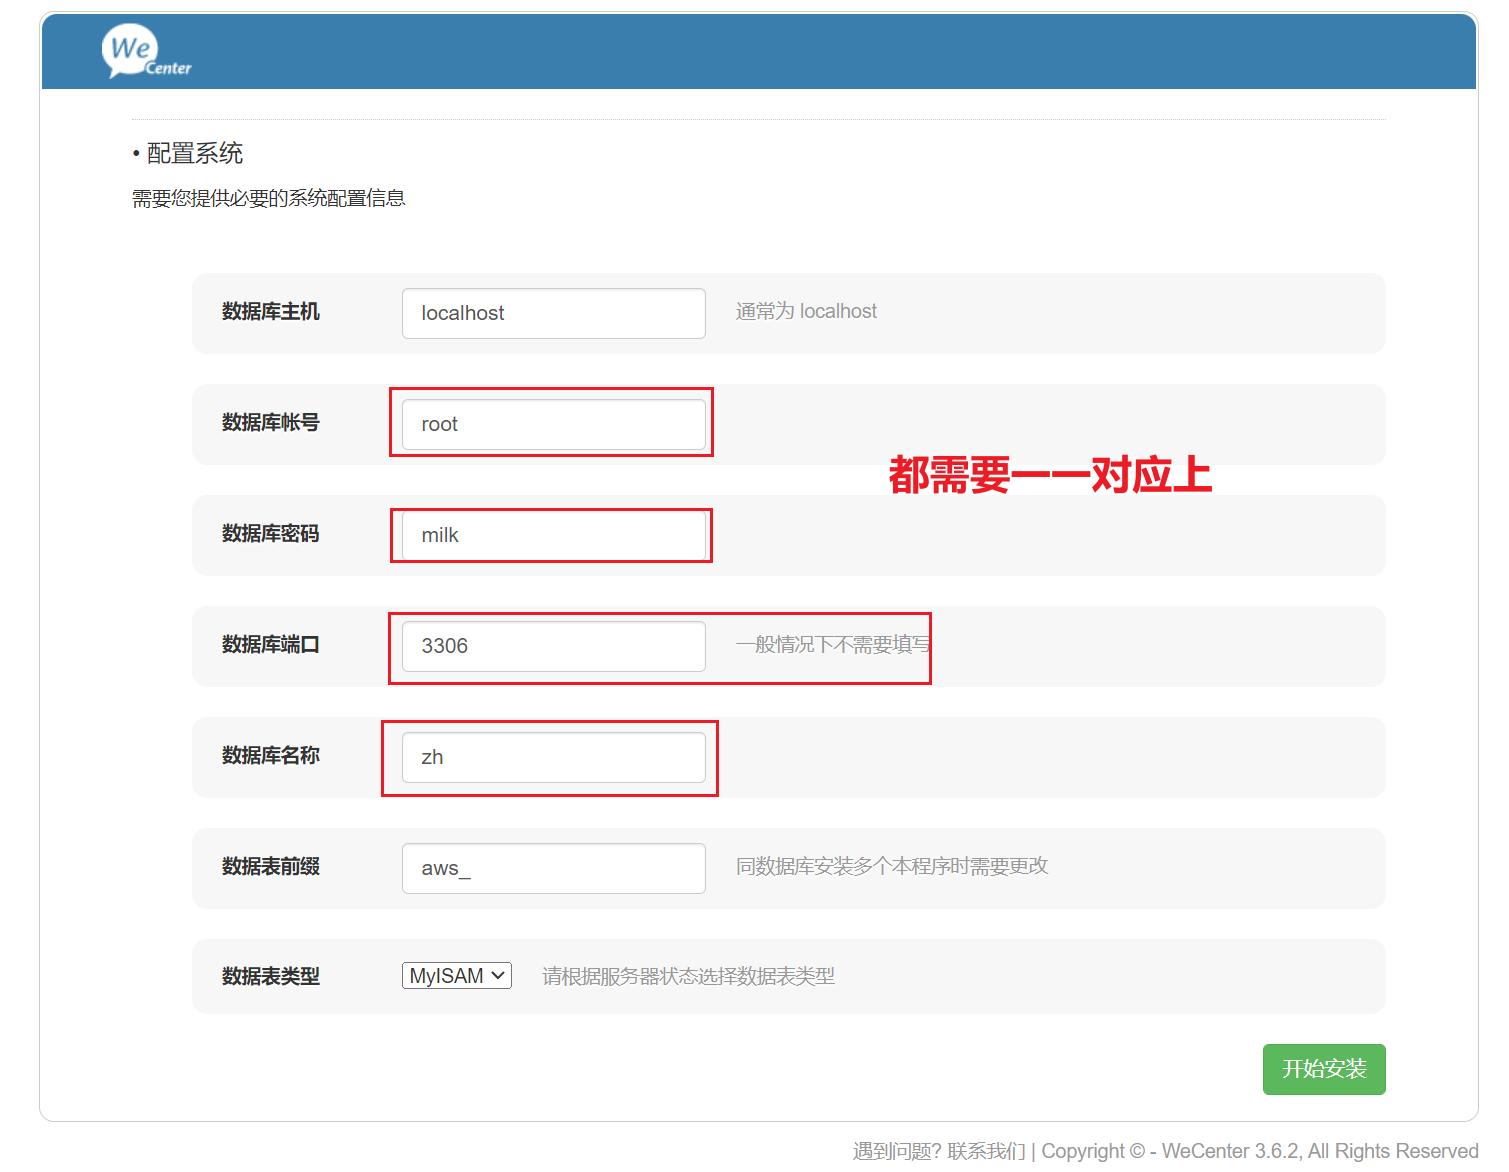 We
Center
• 配置系统
需要您提供必要的系统配置信息
数据库主机 localhost 通常为 localhost
数据库帐号 root
都需要一一对应上
数据库密码 milk
数据库端口 3306 一般情况下不需要填写
数据库名称 zh
数据表前缀 aws_ 同数据库安装多个本程序时需要更改
数据表类型 MyISAM 请根据服务器状态选择数据表类型
开始安装
遇到问题? 联系我们 | Copyright © - WeCenter 3.6.2, All Rights Reserved